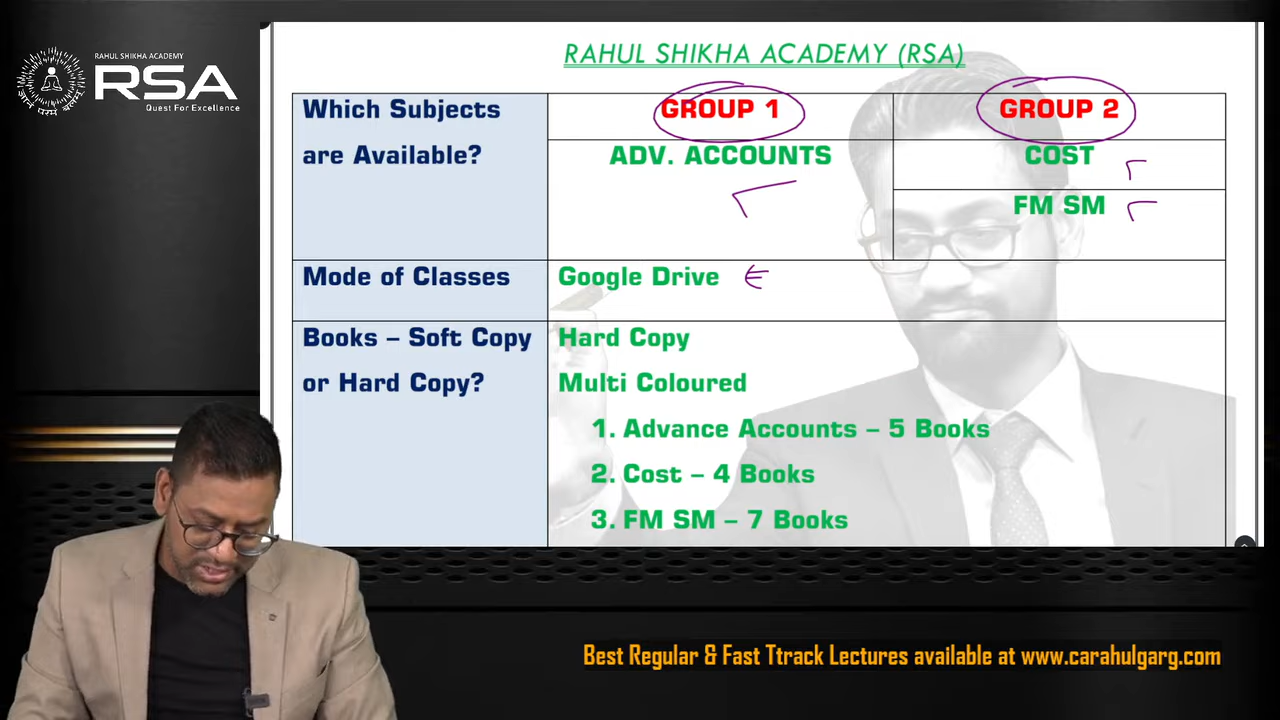 RAHUL SHIKHA ACADEMY
RSA
Quest For Excellence
RAHUL SHIKHA ACADEMY (RSA)
Which Subjects
are Available?
GROUP 1
GROUP 2
ADV. ACCOUNTS
COST
FM SM
Mode of Classes
Google Drive
Books – Soft Copy
or Hard Copy?
Hard Copy
Multi Coloured
1. Advance Accounts – 5 Books
2. Cost – 4 Books
3. FM SM – 7 Books
Best Regular & Fast Ttrack Lectures available at www.carahulgarg.com